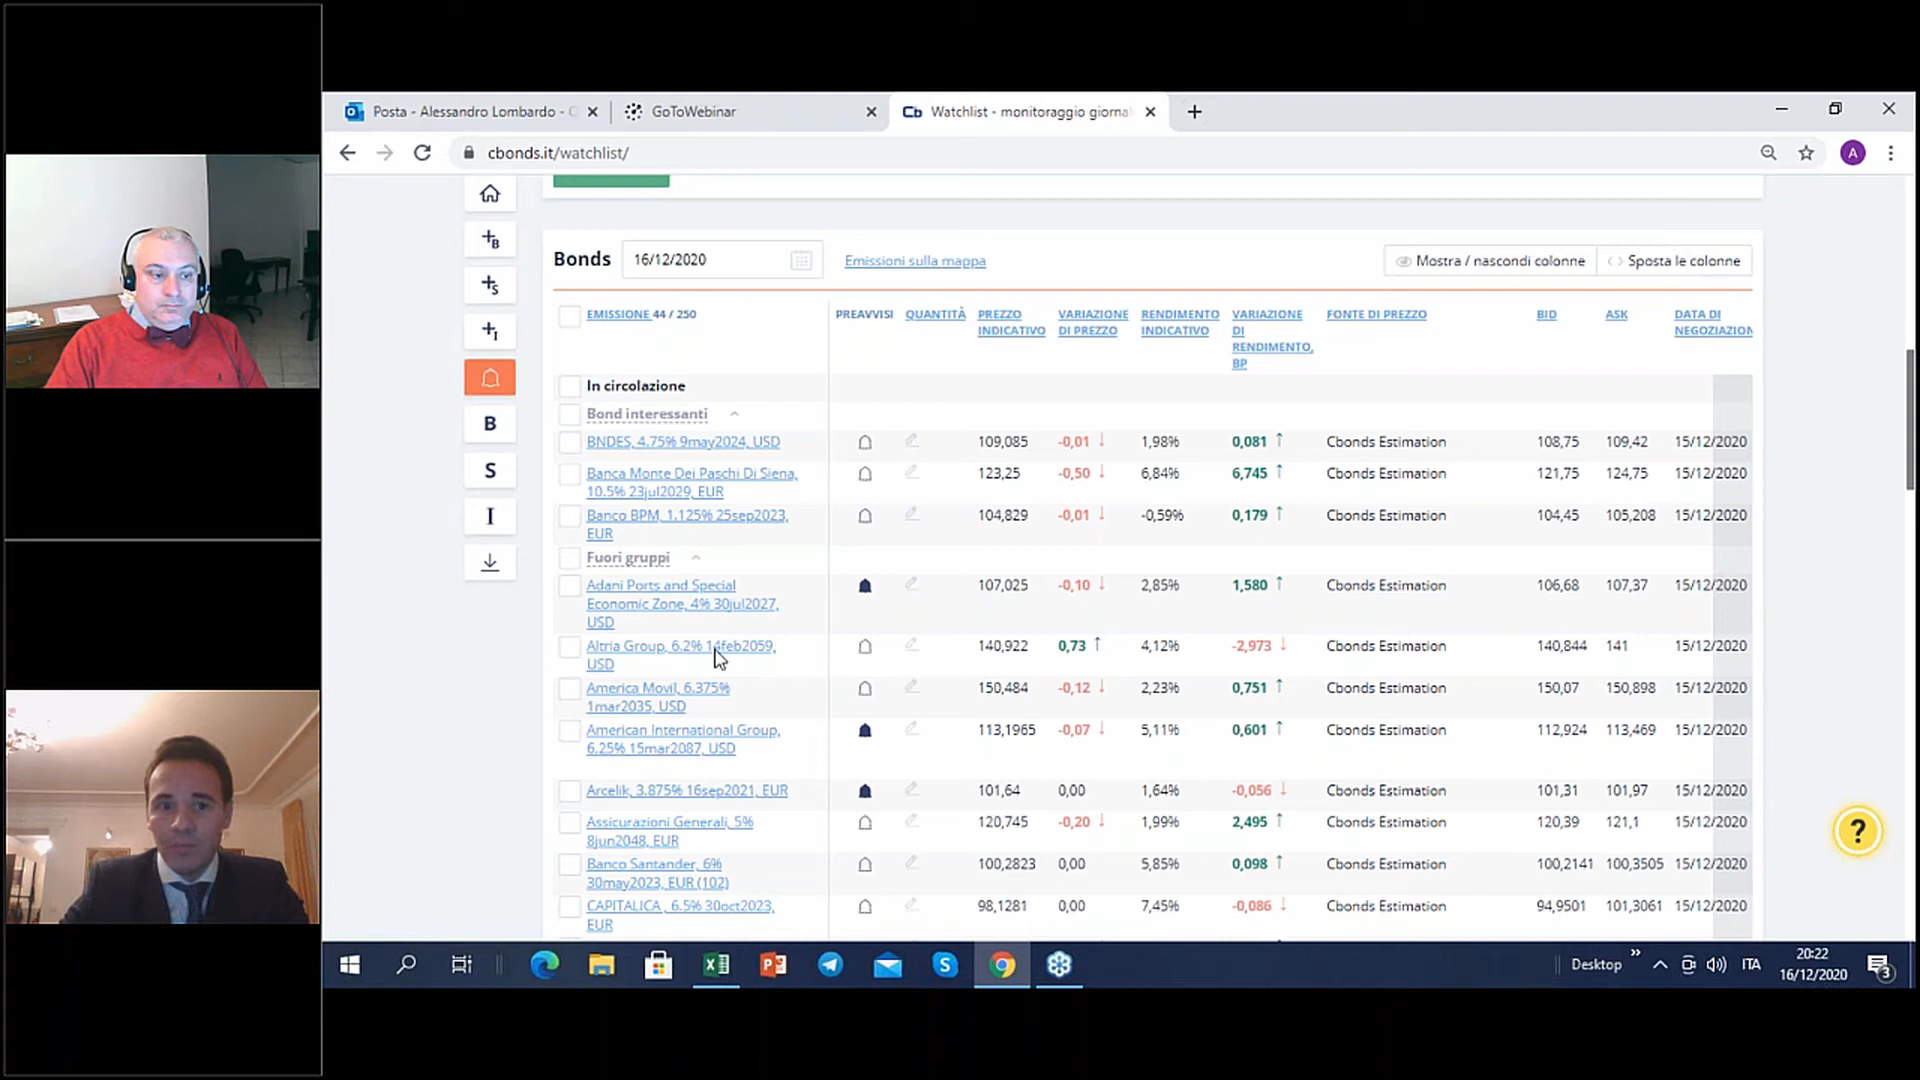 Posta - Alessandro Lombardo -
GoToWebinar
Cb Watchlist - monitoraggio giorna
cbonds.it/watchlist/
A
Bonds 16/12/2020 Emissioni sulla mappa Mostra / nascondi colonne Sposta le colonne
EMISSIONE 44 / 250 PREAVVISI QUANTITÀ PREZZO INDICATIVO VARIAZIONE DI PREZZO RENDIMENTO INDICATIVO VARIAZIONE DI RENDIMENTO, BP FONTE DI PREZZO BID ASK DATA DI NEGOZIAZION
In circolazione
Bond interessanti
BNDES, 4.75% 9may2024, USD 109,085 -0,01 ↓ 1,98% 0,081 ↑ Cbonds Estimation 108,75 109,42 15/12/2020
Banca Monte Dei Paschi Di Siena, 10.5% 23jul2029, EUR 123,25 -0,50 ↓ 6,84% 6,745 ↑ Cbonds Estimation 121,75 124,75 15/12/2020
Banco BPM, 1.125% 25sep2023, EUR 104,829 -0,01 ↓ -0,59% 0,179 ↑ Cbonds Estimation 104,45 105,208 15/12/2020
Fuori gruppi
Adani Ports and Special Economic Zone, 4% 30jul2027, USD 107,025 -0,10 ↓ 2,85% 1,580 ↑ Cbonds Estimation 106,68 107,37 15/12/2020
Altria Group, 6.2% 14feb2059, USD 140,922 0,73 ↑ 4,12% -2,973 ↓ Cbonds Estimation 140,844 141 15/12/2020
America Movil, 6.375% 1mar2035, USD 150,484 -0,12 ↓ 2,23% 0,751 ↑ Cbonds Estimation 150,07 150,898 15/12/2020
American International Group, 6.25% 15mar2087, USD 113,1965 -0,07 ↓ 5,11% 0,601 ↑ Cbonds Estimation 112,924 113,469 15/12/2020
Arcelik, 3.875% 16sep2021, EUR 101,64 0,00 1,64% -0,056 ↓ Cbonds Estimation 101,31 101,97 15/12/2020
Assicurazioni Generali, 5% 8jun2048, EUR 120,745 -0,20 ↓ 1,99% 2,495 ↑ Cbonds Estimation 120,39 121,1 15/12/2020
Banco Santander, 6% 30may2023, EUR (102) 100,2823 0,00 5,85% 0,098 ↑ Cbonds Estimation 100,2141 100,3505 15/12/2020
CAPITALICA , 6.5% 30oct2023, EUR 98,1281 0,00 7,45% -0,086 ↓ Cbonds Estimation 94,9501 101,3061 15/12/2020
+B
+S
+I
B
S
I
?
Desktop » ITA 20:22
16/12/2020 3